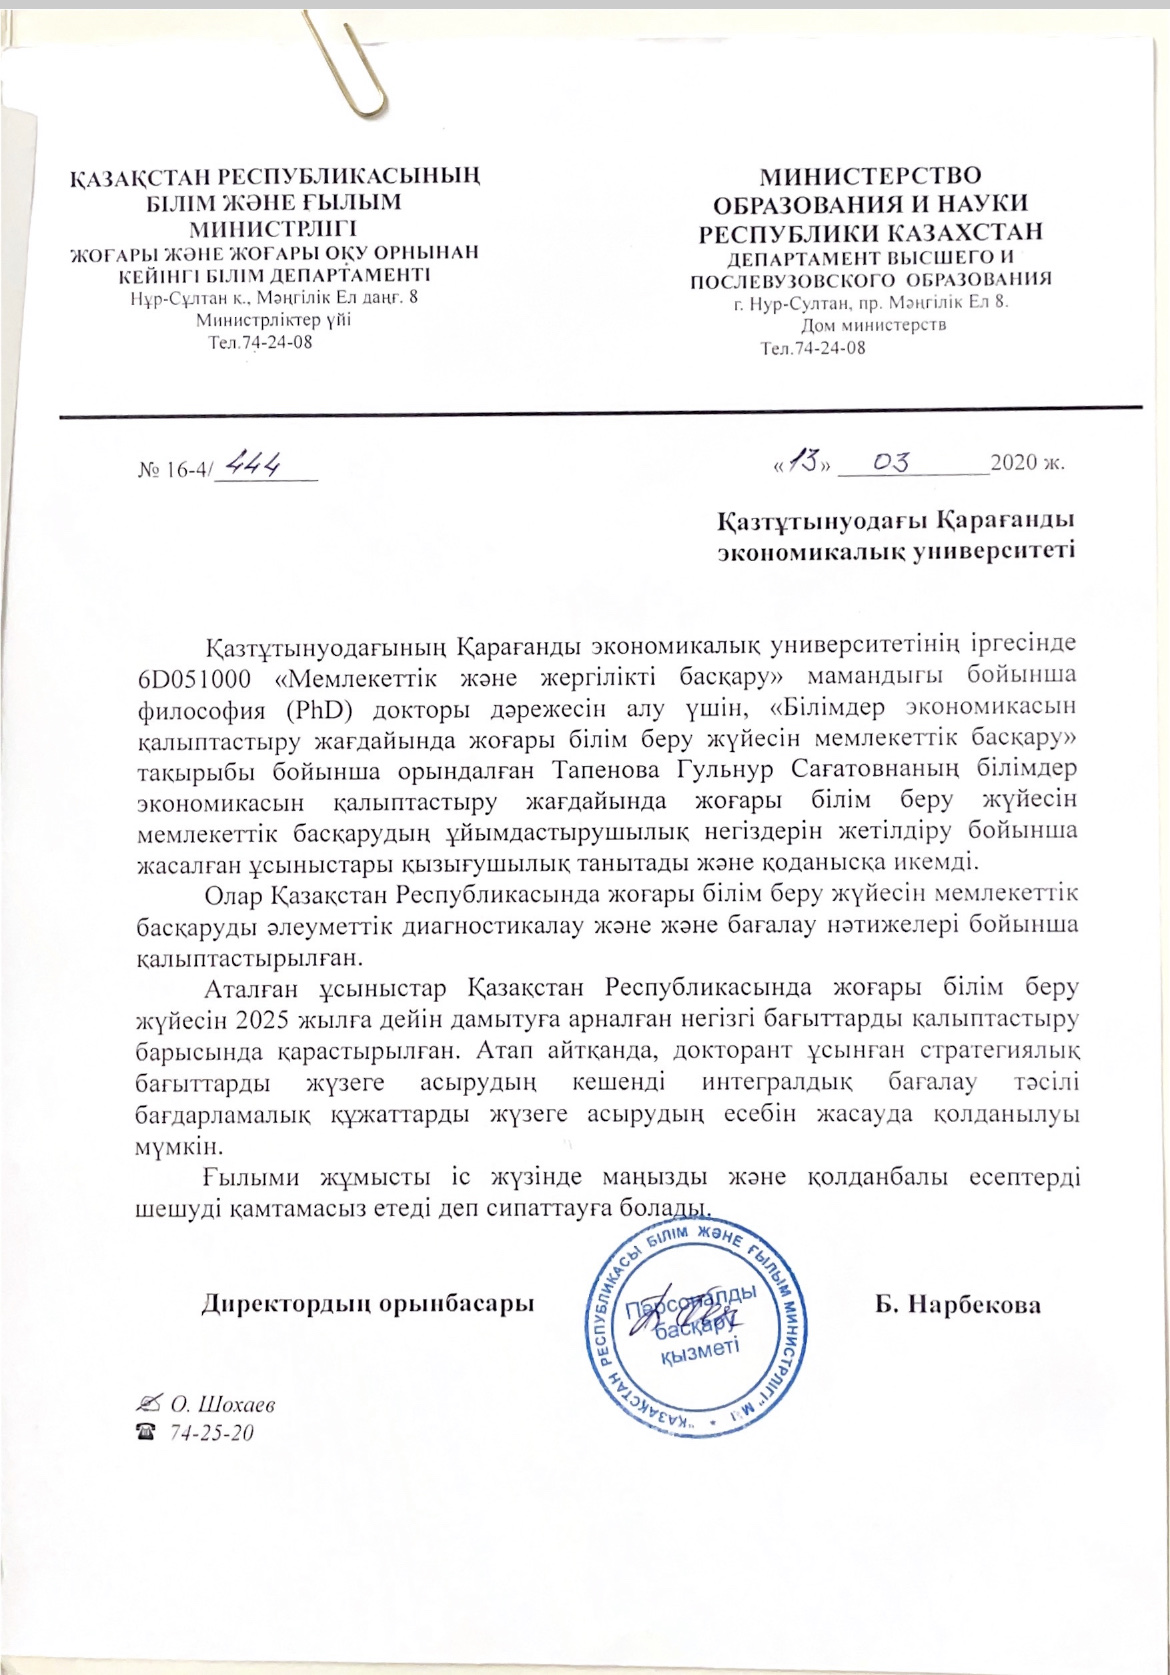 ҚАЗАҚСТАН РЕСПУБЛИКАСЫНЫҢ
БІЛІМ ЖӘНЕ ҒЫЛЫМ
МИНИСТРЛІГІ
ЖОҒАРЫ ЖӘНЕ ЖОҒАРЫ ОҚУ ОРНЫНАН
КЕЙІНГІ БІЛІМ ДЕПАРТАМЕНТІ
Нұр-Сұлтан к., Мәңгілік Ел даңғ. 8
Министрліктер үйі
Тел.74-24-08
МИНИСТЕРСТВО
ОБРАЗОВАНИЯ И НАУКИ
РЕСПУБЛИКИ КАЗАХСТАН
ДЕПАРТАМЕНТ ВЫСШЕГО И
ПОСЛЕВУЗОВСКОГО ОБРАЗОВАНИЯ
г. Нур-Султан, пр. Мәңгілік Ел 8.
Дом министерств
Тел.74-24-08
№ 16-4/ 444
«13» 03 2020 ж.
Қазтұтынуодағы Қарағанды
экономикалық университеті
Қазтұтынуодағының Қарағанды экономикалық университетінің іргесінде
6D051000 «Мемлекеттік және жергілікті басқару» мамандығы бойынша
философия (PhD) докторы дәрежесін алу үшін, «Білімдер экономикасын
қалыптастыру жағдайында жоғары білім беру жүйесін мемлекеттік басқару»
тақырыбы бойынша орындалған Тапенова Гульнур Сағатовнаның білімдер
экономикасын қалыптастыру жағдайында жоғары білім беру жүйесін
мемлекеттік басқарудың ұйымдастырушылық негіздерін жетілдіру бойынша
жасалған ұсыныстары қызығушылық танытады және қоданысқа икемді.
Олар Қазақстан Республикасында жоғары білім беру жүйесін мемлекеттік
басқаруды әлеуметтік диагностикалау және және бағалау нәтижелері бойынша
қалыптастырылған.
Аталған ұсыныстар Қазақстан Республикасында жоғары білім беру
жүйесін 2025 жылға дейін дамытуға арналған негізгі бағыттарды қалыптастыру
барысында қарастырылған. Атап айтқанда, докторант ұсынған стратегиялық
бағыттарды жүзеге асырудың кешенді интегралдық бағалау тәсілі
бағдарламалық құжаттарды жүзеге асырудың есебін жасауда қолданылуы
мүмкін.
Ғылыми жұмысты іс жүзінде маңызды және қолданбалы есептерді
шешуді қамтамасыз етеді деп сипаттауға болады.
Директордың орынбасары
Б. Нарбекова
"ҚАЗАҚСТАН РЕСПУБЛИКАСЫ БІЛІМ ЖӘНЕ ҒЫЛЫМ МИНИСТРЛІГІ"
Персоналды
басқару
қызметі
О. Шохаев
74-25-20